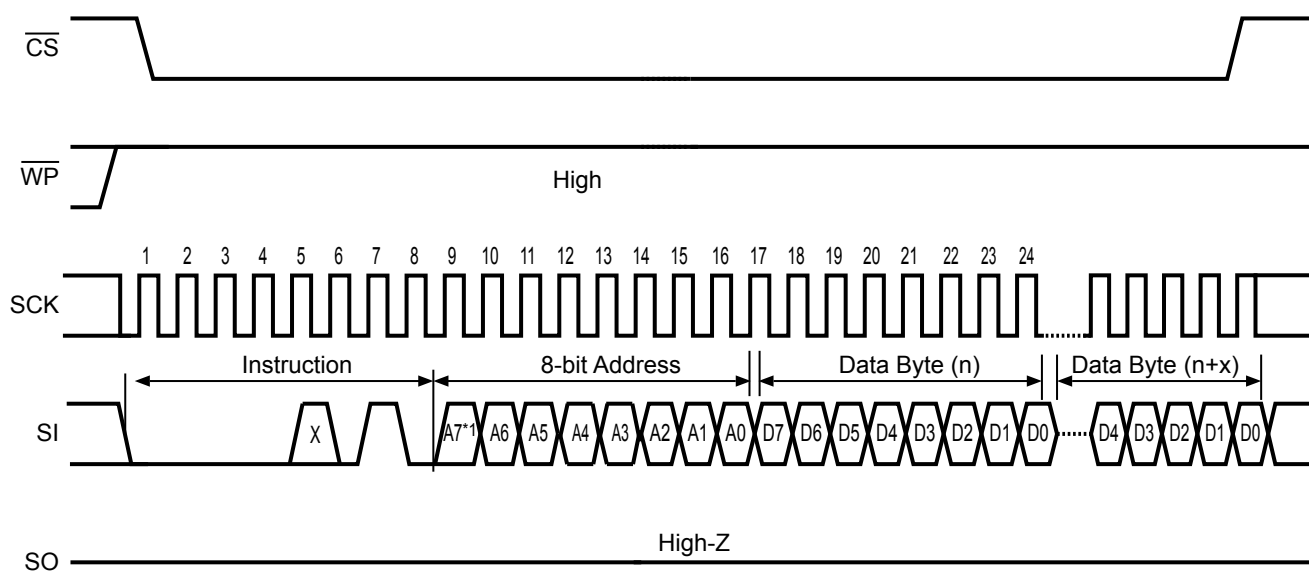 CS
WP
High
1 2 3 4 5 6 7 8 9 10 11 12 13 14 15 16 17 18 19 20 21 22 23 24
SCK
Instruction 8-bit Address Data Byte (n) Data Byte (n+x)
SI X A7*1 A6 A5 A4 A3 A2 A1 A0 D7 D6 D5 D4 D3 D2 D1 D0 D4 D3 D2 D1 D0
High-Z
SO